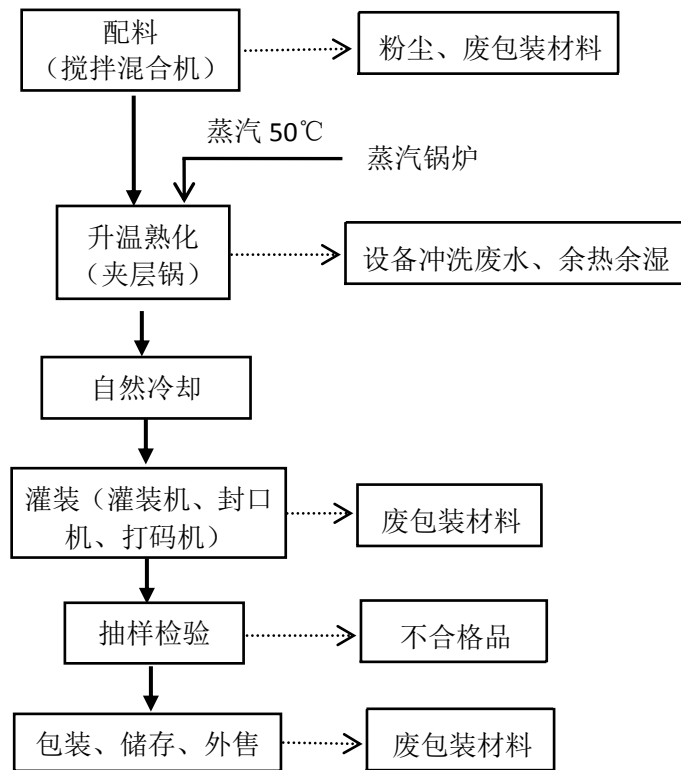 配料
（搅拌混合机）
粉尘、废包装材料
蒸汽 50℃
蒸汽锅炉
升温熟化
（夹层锅）
设备冲洗废水、余热余湿
自然冷却
灌装（灌装机、封口
机、打码机）
废包装材料
抽样检验
不合格品
包装、储存、外售
废包装材料